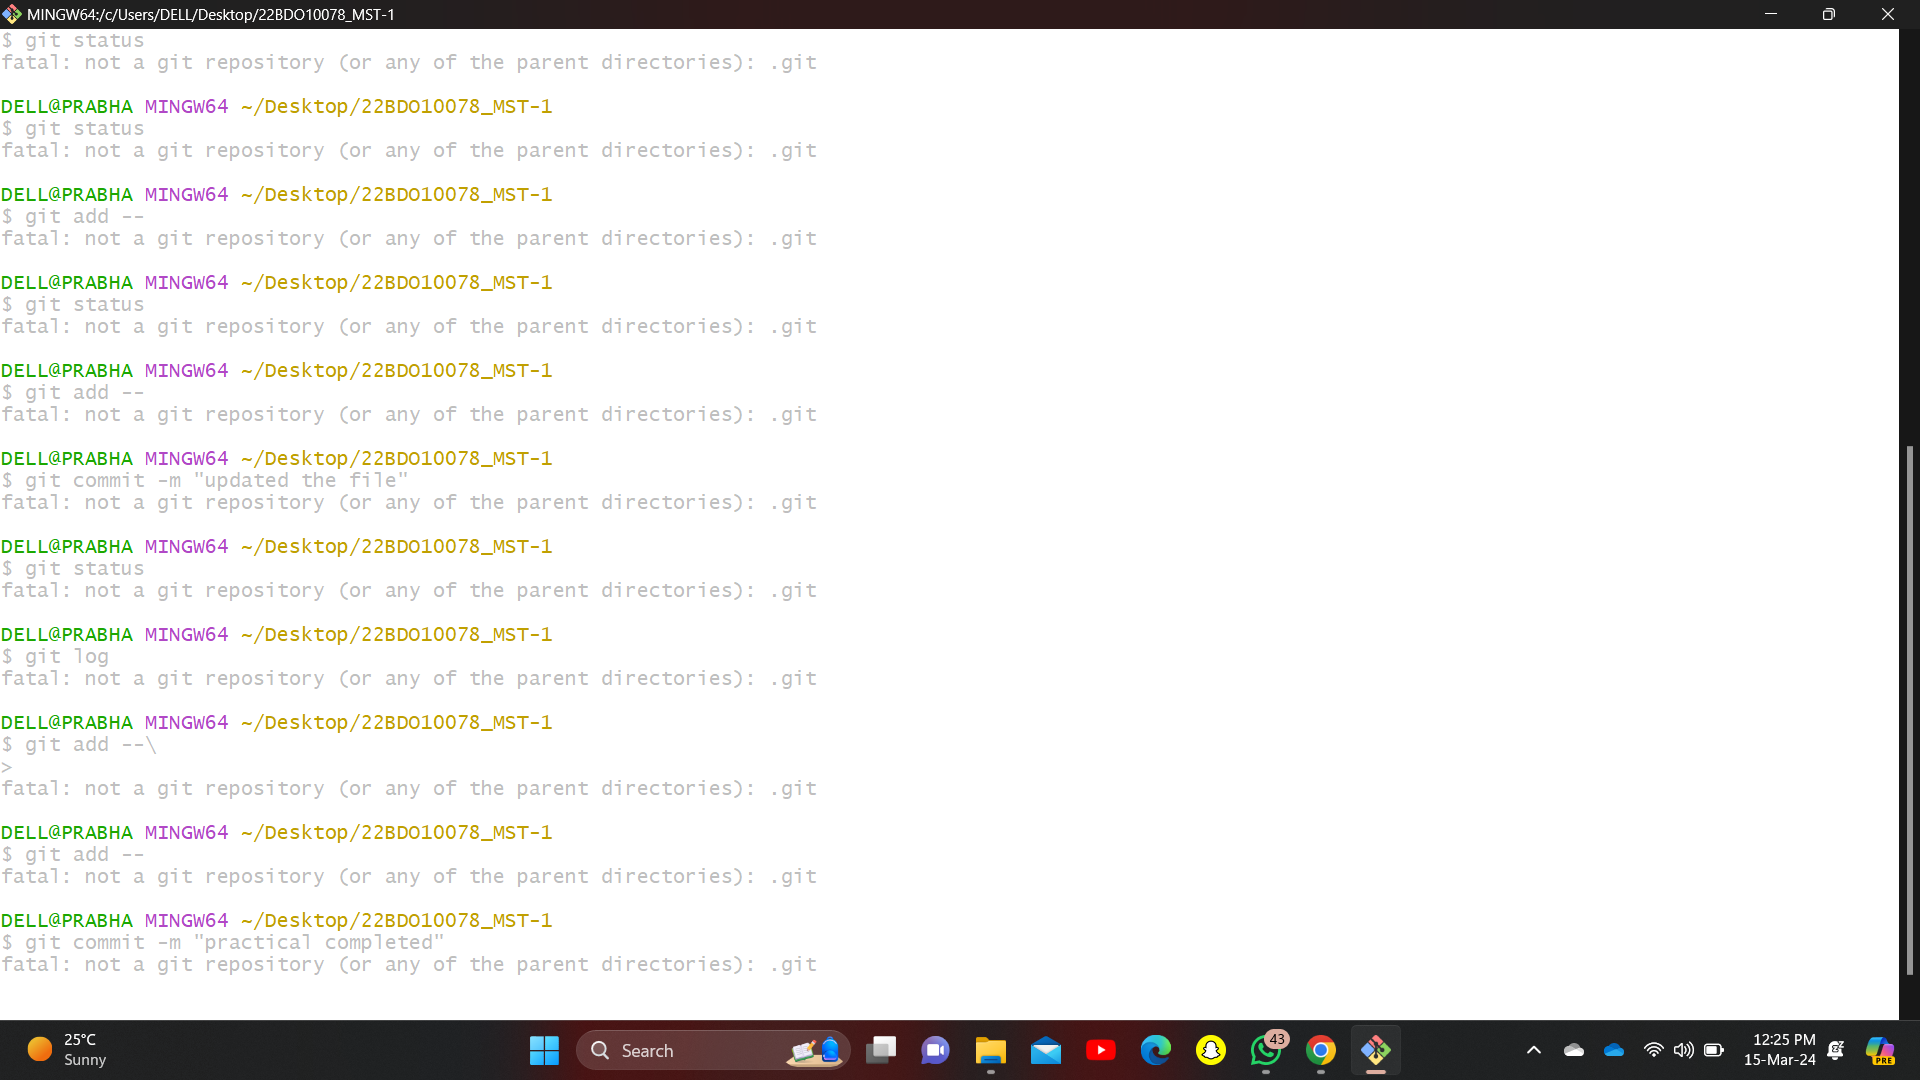 MINGW64:/c/Users/DELL/Desktop/22BDO10078_MST-1
$ git status
fatal: not a git repository (or any of the parent directories): .git
DELL@PRABHA MINGW64 ~/Desktop/22BDO10078_MST-1
$ git status
fatal: not a git repository (or any of the parent directories): .git
DELL@PRABHA MINGW64 ~/Desktop/22BDO10078_MST-1
$ git add --
fatal: not a git repository (or any of the parent directories): .git
DELL@PRABHA MINGW64 ~/Desktop/22BDO10078_MST-1
$ git status
fatal: not a git repository (or any of the parent directories): .git
DELL@PRABHA MINGW64 ~/Desktop/22BDO10078_MST-1
$ git add --
fatal: not a git repository (or any of the parent directories): .git
DELL@PRABHA MINGW64 ~/Desktop/22BDO10078_MST-1
$ git commit -m "updated the file"
fatal: not a git repository (or any of the parent directories): .git
DELL@PRABHA MINGW64 ~/Desktop/22BDO10078_MST-1
$ git status
fatal: not a git repository (or any of the parent directories): .git
DELL@PRABHA MINGW64 ~/Desktop/22BDO10078_MST-1
$ git log
fatal: not a git repository (or any of the parent directories): .git
DELL@PRABHA MINGW64 ~/Desktop/22BDO10078_MST-1
$ git add --\
>
fatal: not a git repository (or any of the parent directories): .git
DELL@PRABHA MINGW64 ~/Desktop/22BDO10078_MST-1
$ git add --
fatal: not a git repository (or any of the parent directories): .git
DELL@PRABHA MINGW64 ~/Desktop/22BDO10078_MST-1
$ git commit -m "practical completed"
fatal: not a git repository (or any of the parent directories): .git
25°C
Sunny
Search
43
12:25 PM
15-Mar-24
PRE